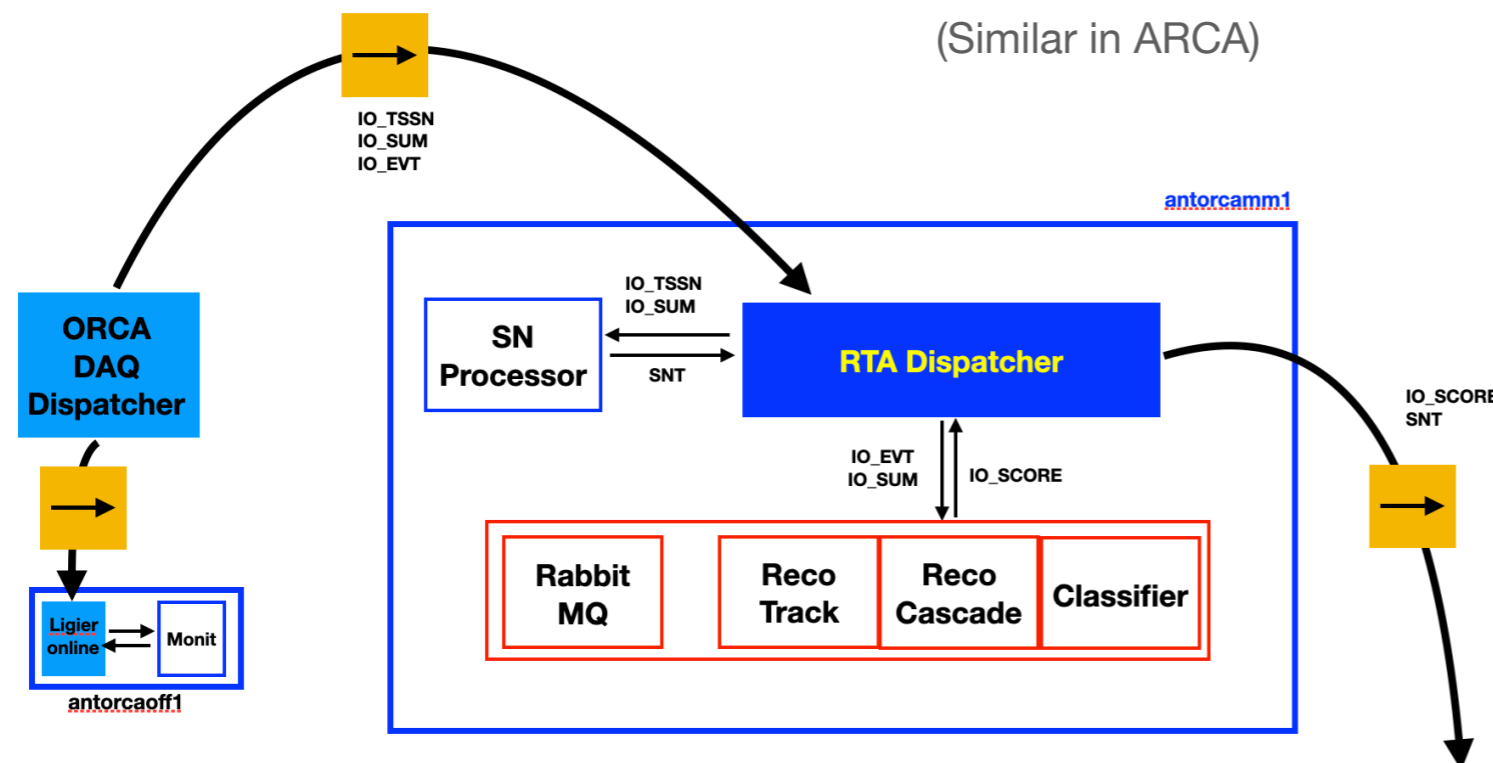 (Similar in ARCA)
IO_TSSN
IO_SUM
IO_EVT
antorcamm1
ORCA
DAQ
Dispatcher
SN
Processor
IO_TSSN
IO_SUM
SNT
RTA Dispatcher
IO_SCORE
SNT
IO_EVT
IO_SUM
IO_SCORE
Rabbit
MQ
Reco
Track
Reco
Cascade
Classifier
Ligier
online
Monit
antorcaoff1